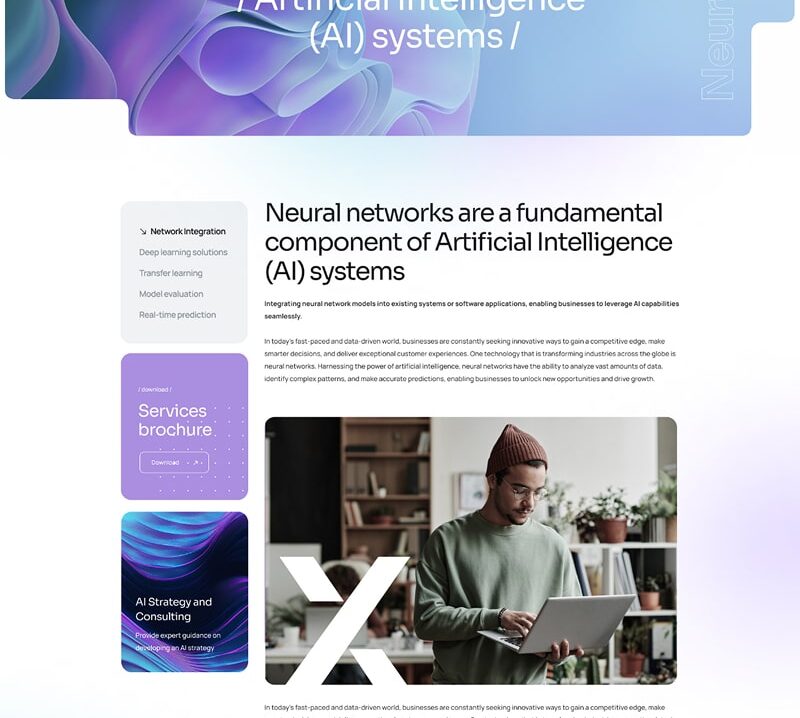 / Artificial Intelligence
(AI) systems /
Neur
Network Integration
Deep learning solutions
Transfer learning
Model evaluation
Real-time prediction
/ download /
Services
brochure
Download
AI Strategy and
Consulting
Provide expert guidance on
developing an AI strategy
Neural networks are a fundamental
component of Artificial Intelligence
(AI) systems
Integrating neural network models into existing systems or software applications, enabling businesses to leverage AI capabilities
seamlessly.
In today's fast-paced and data-driven world, businesses are constantly seeking innovative ways to gain a competitive edge, make
smarter decisions, and deliver exceptional customer experiences. One technology that is transforming industries across the globe is
neural networks. Harnessing the power of artificial intelligence, neural networks have the ability to analyze vast amounts of data,
identify complex patterns, and make accurate predictions, enabling businesses to unlock new opportunities and drive growth.
In today's fast-paced and data-driven world, businesses are constantly seeking innovative ways to gain a competitive edge, make